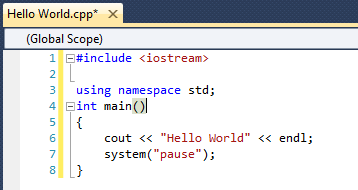 Hello World.cpp*
(Global Scope)
1 #include <iostream>
2
3 using namespace std;
4 int main()
5 {
6 cout << "Hello World" << endl;
7 system("pause");
8 }